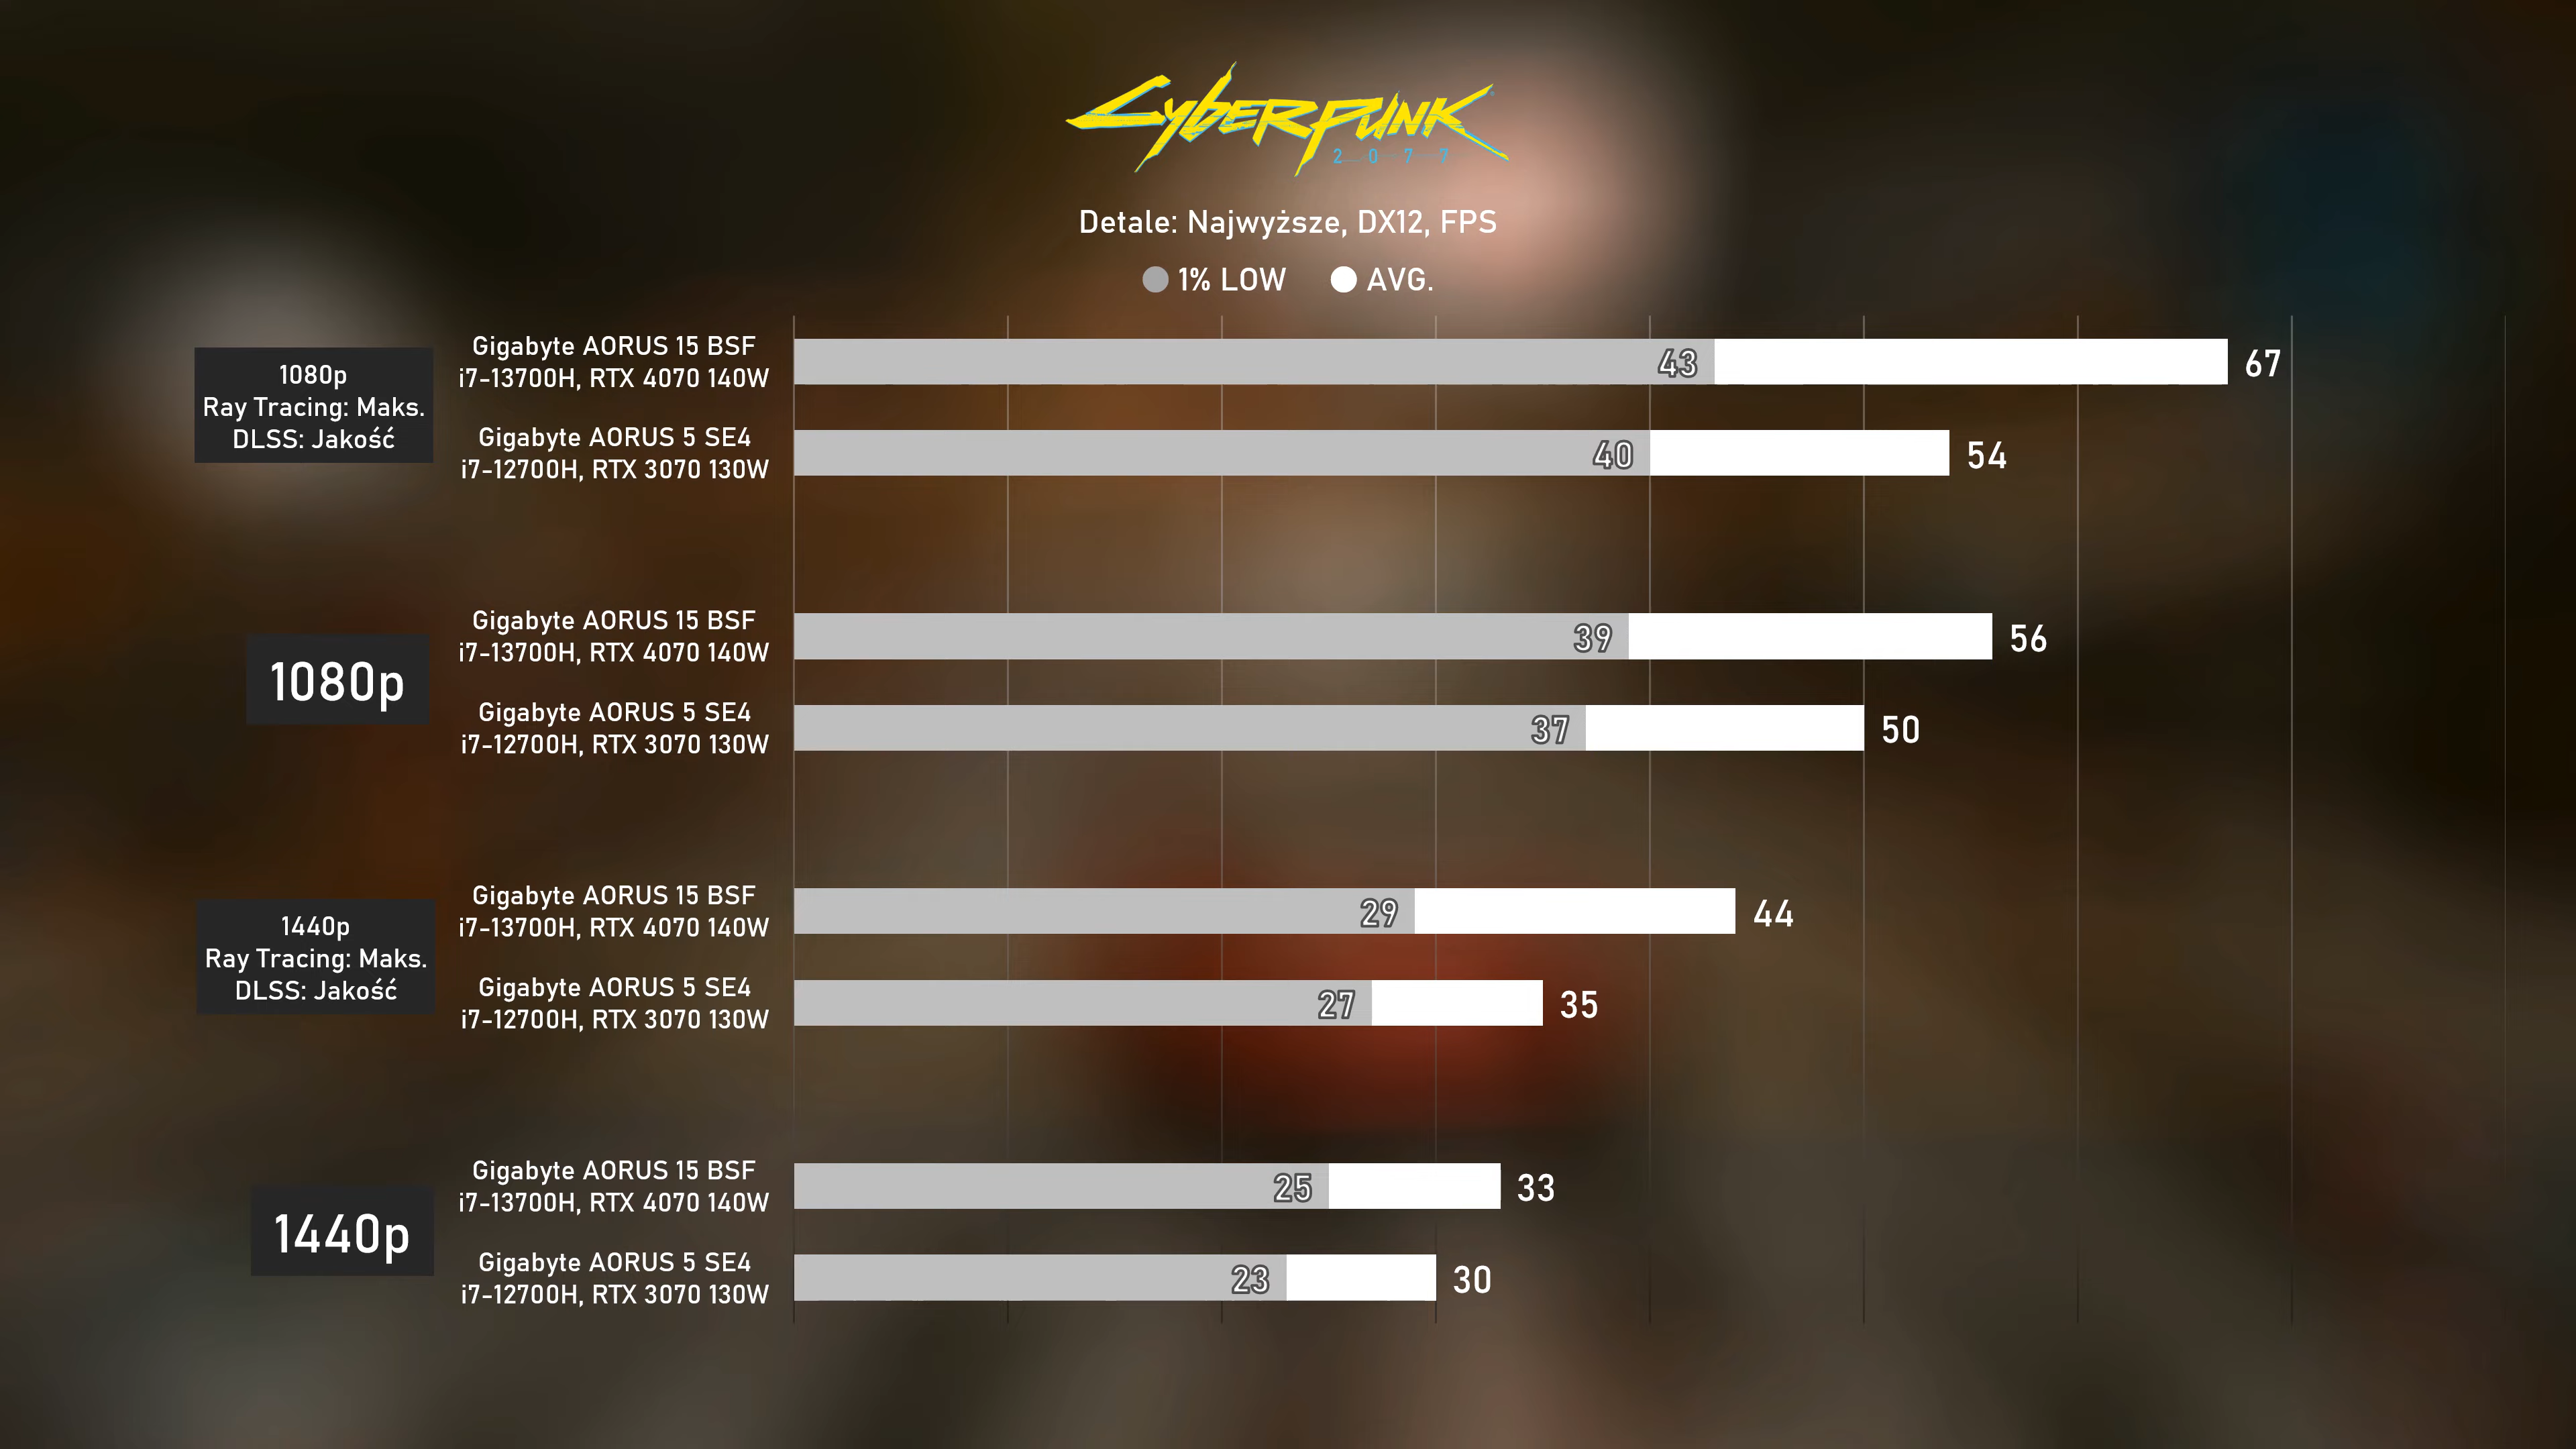 CYBERPUNK
2077
Detale: Najwyższe, DX12, FPS
1% LOW AVG.
1080p
Ray Tracing: Maks.
DLSS: Jakość
Gigabyte AORUS 15 BSF
i7-13700H, RTX 4070 140W
43 67
Gigabyte AORUS 5 SE4
i7-12700H, RTX 3070 130W
40 54
1080p
Gigabyte AORUS 15 BSF
i7-13700H, RTX 4070 140W
39 56
Gigabyte AORUS 5 SE4
i7-12700H, RTX 3070 130W
37 50
1440p
Ray Tracing: Maks.
DLSS: Jakość
Gigabyte AORUS 15 BSF
i7-13700H, RTX 4070 140W
29 44
Gigabyte AORUS 5 SE4
i7-12700H, RTX 3070 130W
27 35
1440p
Gigabyte AORUS 15 BSF
i7-13700H, RTX 4070 140W
25 33
Gigabyte AORUS 5 SE4
i7-12700H, RTX 3070 130W
23 30